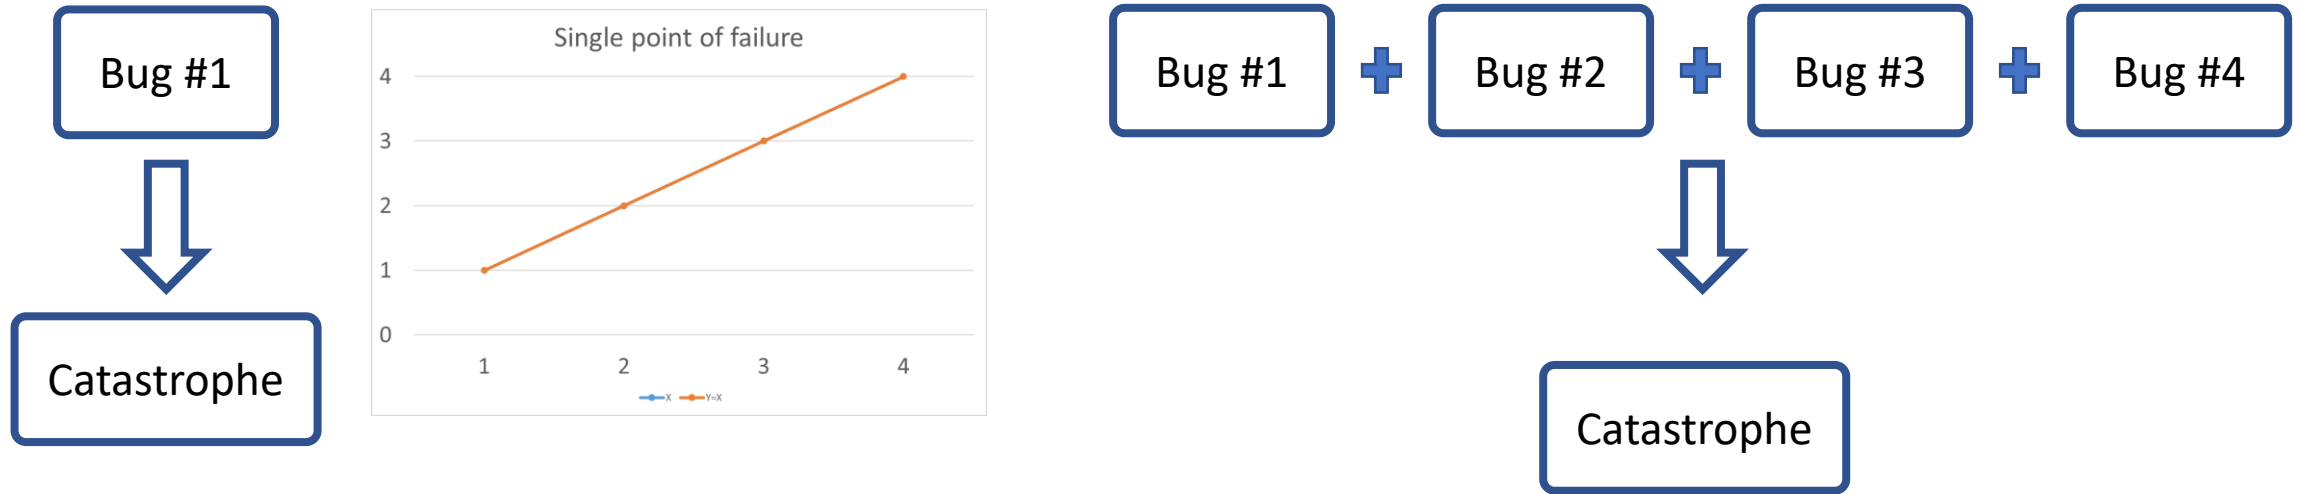 Bug #1
Catastrophe
Single point of failure
4
3
2
1
0
1 2 3 4
X Y=X
Bug #1 Bug #2 Bug #3 Bug #4
Catastrophe